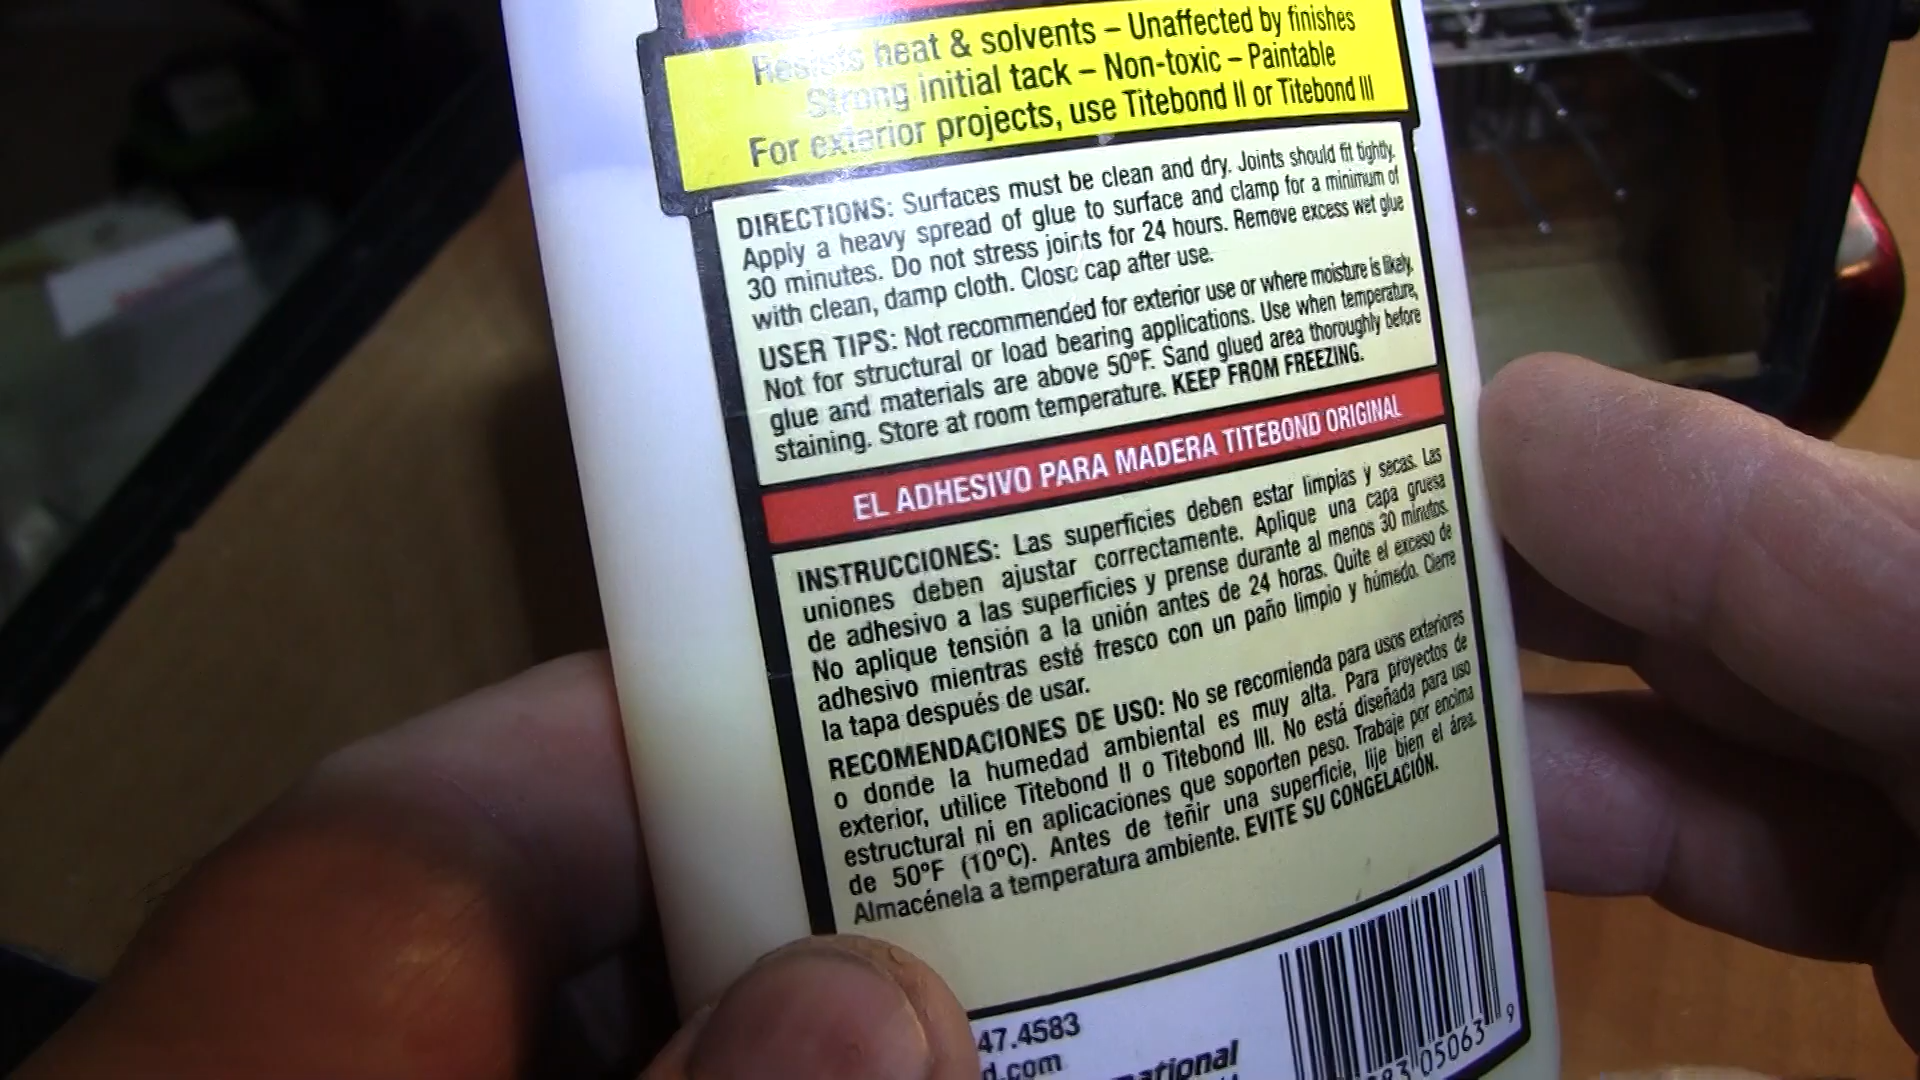 Resists heat & solvents – Unaffected by finishes
Strong initial tack – Non-toxic – Paintable
For exterior projects, use Titebond II or Titebond III
DIRECTIONS: Surfaces must be clean and dry. Joints should fit tightly.
Apply a heavy spread of glue to surface and clamp for a minimum of
30 minutes. Do not stress joints for 24 hours. Remove excess wet glue
with clean, damp cloth. Close cap after use.
USER TIPS: Not recommended for exterior use or where moisture is likely.
Not for structural or load bearing applications. Use when temperature,
glue and materials are above 50°F. Sand glued area thoroughly before
staining. Store at room temperature. KEEP FROM FREEZING.
EL ADHESIVO PARA MADERA TITEBOND ORIGINAL
INSTRUCCIONES: Las superficies deben estar limpias y secas. Las
uniones deben ajustar correctamente. Aplique una capa gruesa
de adhesivo a las superficies y prense durante al menos 30 minutos.
No aplique tensión a la unión antes de 24 horas. Quite el exceso de
adhesivo mientras esté fresco con un paño limpio y húmedo. Cierre
la tapa después de usar.
RECOMENDACIONES DE USO: No se recomienda para usos exteriores
o donde la humedad ambiental es muy alta. Para proyectos de
exterior, utilice Titebond II o Titebond III. No está diseñada para uso
estructural ni en aplicaciones que soporten peso. Trabaje por encima
de 50°F (10°C). Antes de teñir una superficie, lije bien el área.
Almacénela a temperatura ambiente. EVITE SU CONGELACIÓN.
47.4583
d.com
ational
83 05063 9